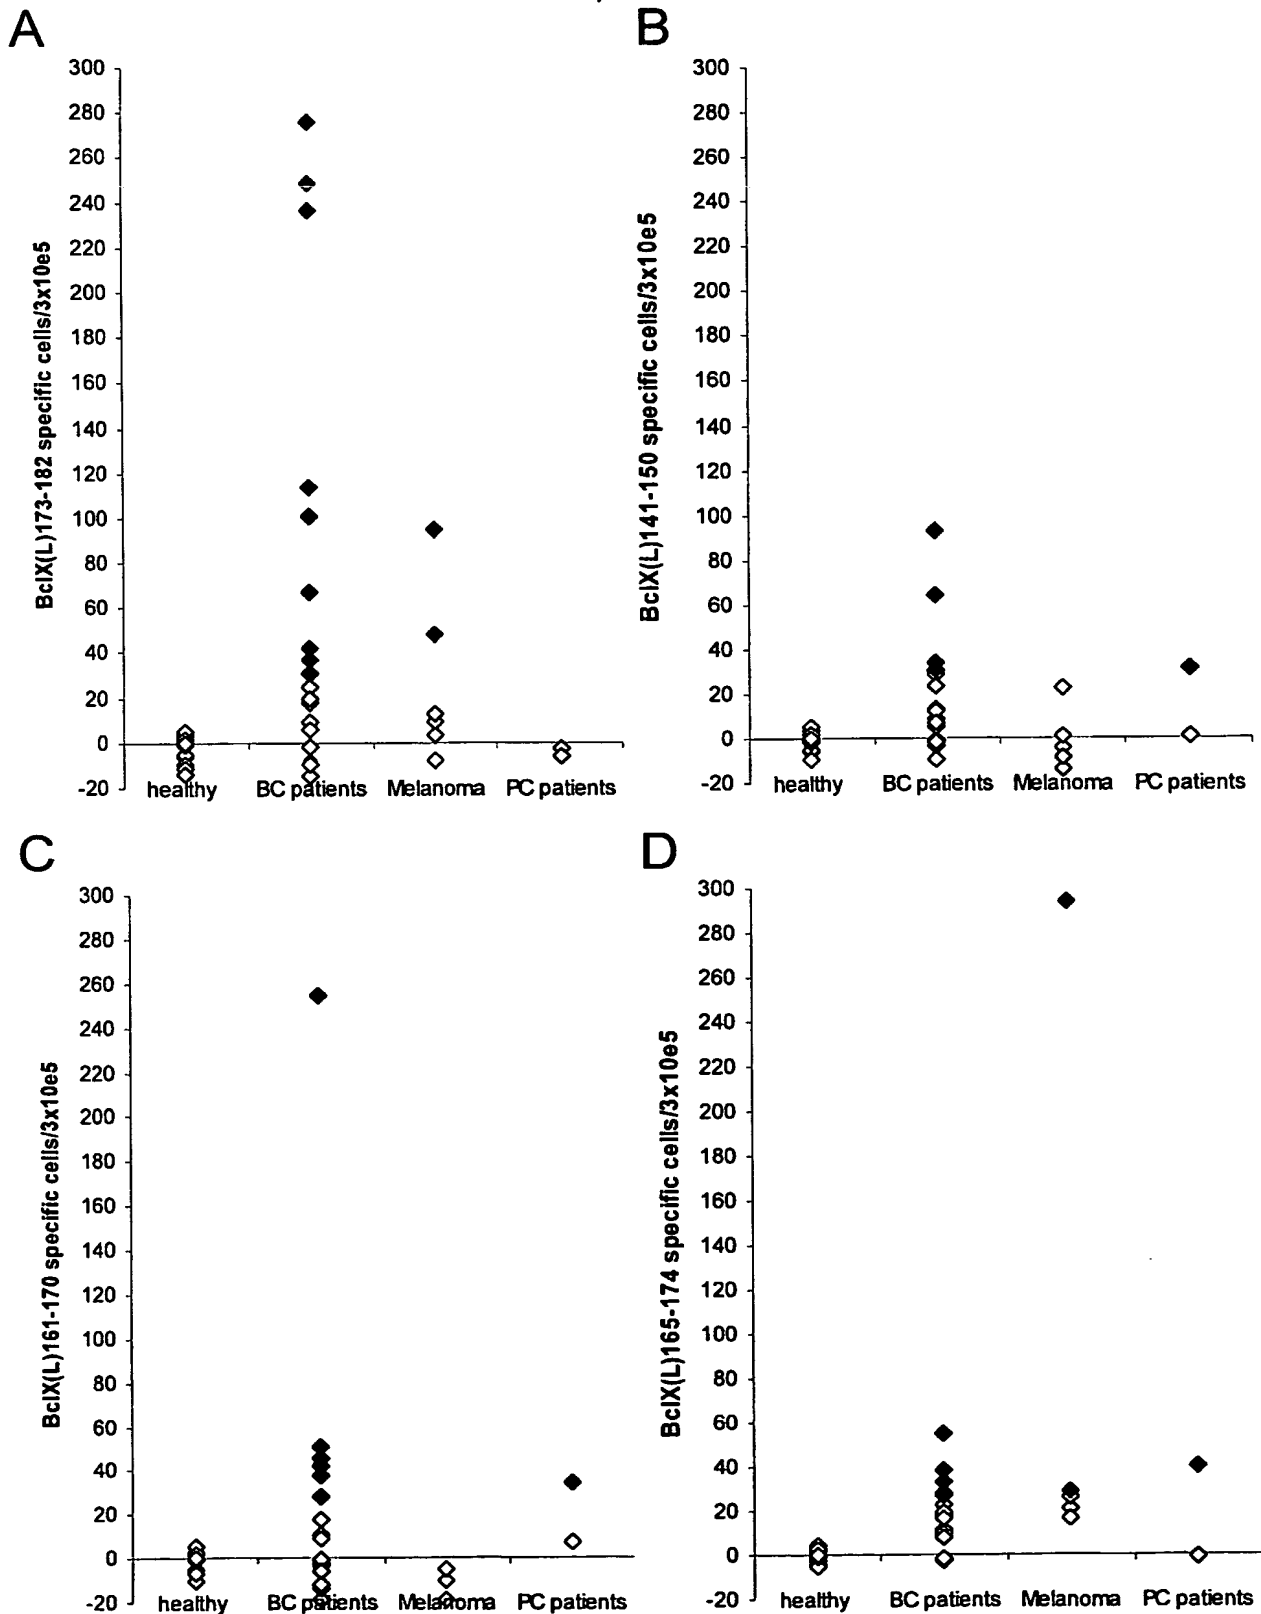 A
B
300
280
260
240
220
200
180
160
140
120
100
80
60
40
20
0
-20
BclX(L)173-182 specific cells/3x10e5
healthy
BC patients
Melanoma
PC patients
300
280
260
240
220
200
180
160
140
120
100
80
60
40
20
0
-20
BclX(L)141-150 specific cells/3x10e5
healthy
BC patients
Melanoma
PC patients
C
D
300
280
260
240
220
200
180
160
140
120
100
80
60
40
20
0
-20
BclX(L)161-170 specific cells/3x10e5
healthy
BC patients
Melanoma
PC patients
300
280
260
240
220
200
180
160
140
120
100
80
60
40
20
0
-20
BclX(L)165-174 specific cells/3x10e5
healthy
BC patients
Melanoma
PC patients